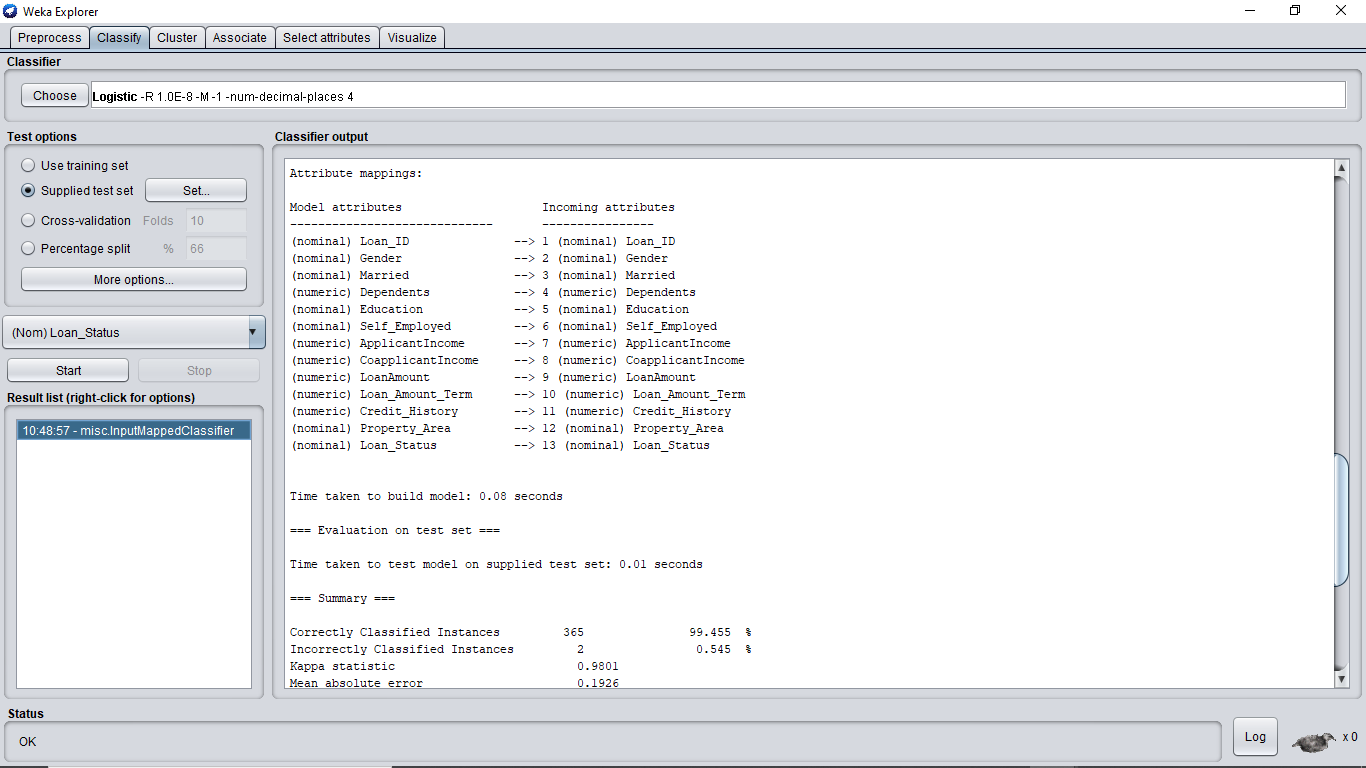 Weka Explorer
Preprocess Classify Cluster Associate Select attributes Visualize
Classifier
Choose Logistic -R 1.0E-8 -M -1 -num-decimal-places 4
Test options
Use training set
Supplied test set Set...
Cross-validation Folds 10
Percentage split % 66
More options...
(Nom) Loan_Status
Start Stop
Result list (right-click for options)
10:48:57 - misc.InputMappedClassifier
Classifier output
Attribute mappings:
Model attributes Incoming attributes
----------------------------- ----------------
(nominal) Loan_ID --> 1 (nominal) Loan_ID
(nominal) Gender --> 2 (nominal) Gender
(nominal) Married --> 3 (nominal) Married
(numeric) Dependents --> 4 (numeric) Dependents
(nominal) Education --> 5 (nominal) Education
(nominal) Self_Employed --> 6 (nominal) Self_Employed
(numeric) ApplicantIncome --> 7 (numeric) ApplicantIncome
(numeric) CoapplicantIncome --> 8 (numeric) CoapplicantIncome
(numeric) LoanAmount --> 9 (numeric) LoanAmount
(numeric) Loan_Amount_Term --> 10 (numeric) Loan_Amount_Term
(numeric) Credit_History --> 11 (numeric) Credit_History
(nominal) Property_Area --> 12 (nominal) Property_Area
(nominal) Loan_Status --> 13 (nominal) Loan_Status
Time taken to build model: 0.08 seconds
=== Evaluation on test set ===
Time taken to test model on supplied test set: 0.01 seconds
=== Summary ===
Correctly Classified Instances 365 99.455 %
Incorrectly Classified Instances 2 0.545 %
Kappa statistic 0.9801
Mean absolute error 0.1926
Status
OK
Log
x 0